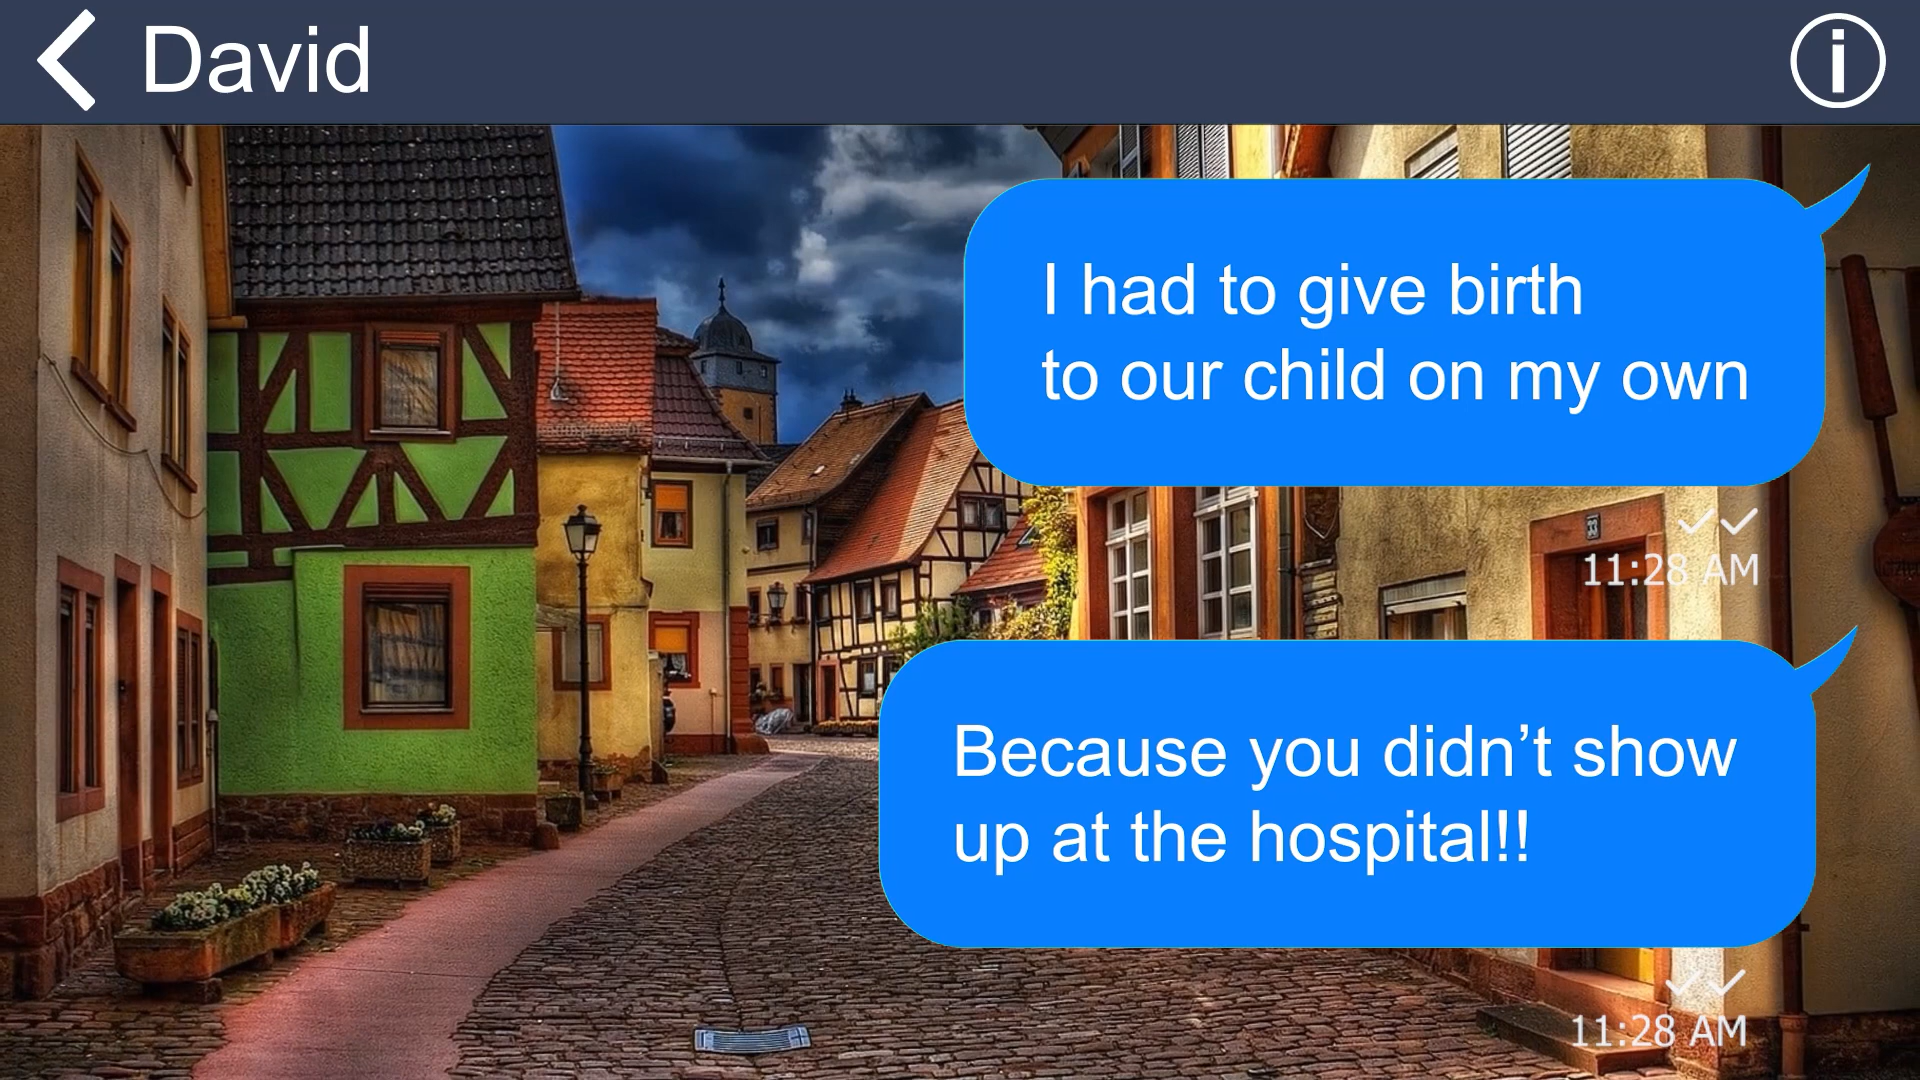 David
I had to give birth
to our child on my own
11:28 AM
33
Because you didn’t show
up at the hospital!!
11:28 AM